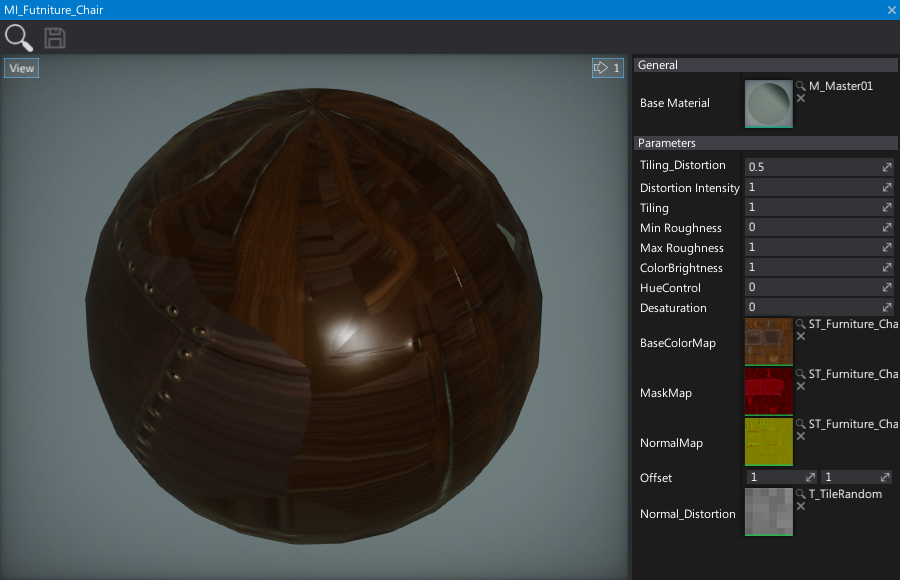 MI_Futniture_Chair
View
1
General
Base Material
M_Master01
Parameters
Tiling_Distortion 0.5
Distortion Intensity 1
Tiling 1
Min Roughness 0
Max Roughness 1
ColorBrightness 1
HueControl 0
Desaturation 0
BaseColorMap
ST_Furniture_Cha
MaskMap
ST_Furniture_Cha
NormalMap
ST_Furniture_Cha
Offset 1 1
Normal_Distortion
T_TileRandom